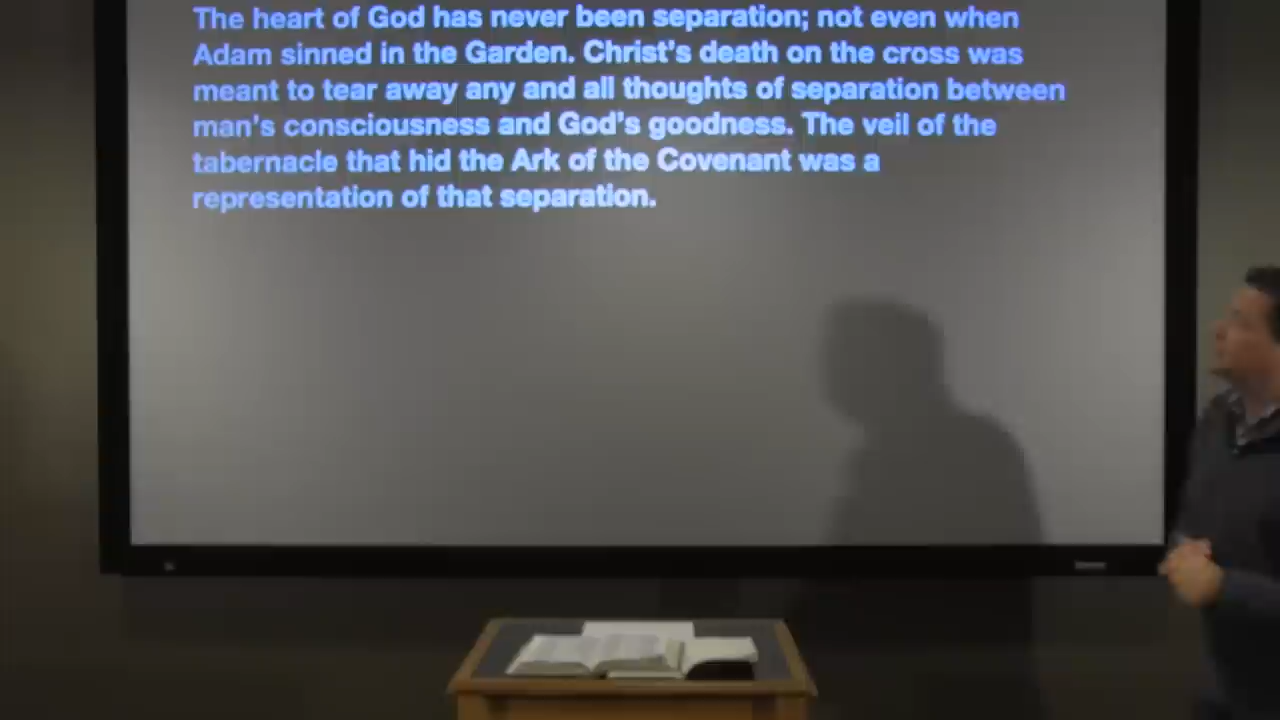 The heart of God has never been separation; not even when
Adam sinned in the Garden. Christ's death on the cross was
meant to tear away any and all thoughts of separation between
man's consciousness and God's goodness. The veil of the
tabernacle that hid the Ark of the Covenant was a
representation of that separation.